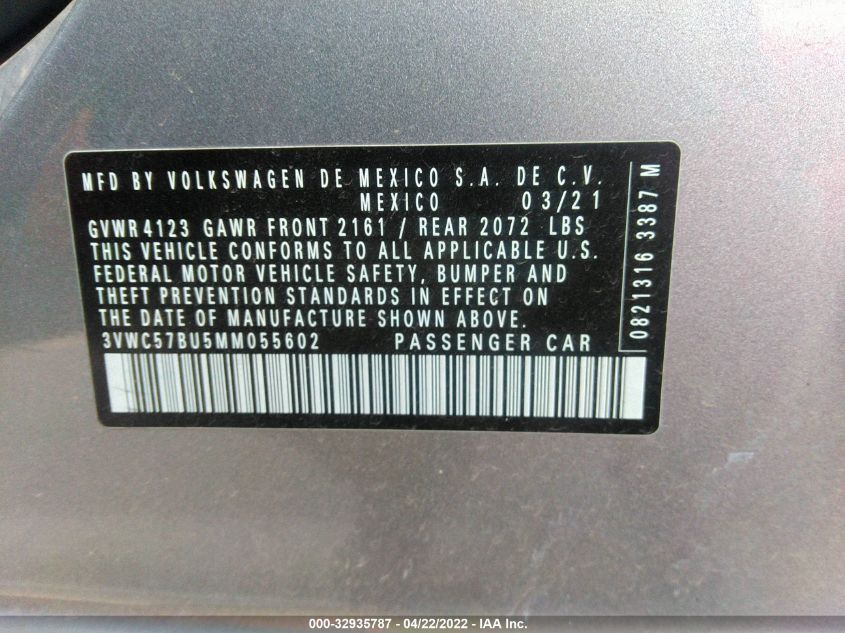 MFD BY VOLKSWAGEN DE MEXICO S.A. DE C.V.
MEXICO 03/21
GVWR 4123 GAWR FRONT 2161 / REAR 2072 LBS
THIS VEHICLE CONFORMS TO ALL APPLICABLE U.S.
FEDERAL MOTOR VEHICLE SAFETY, BUMPER AND
THEFT PREVENTION STANDARDS IN EFFECT ON
THE DATE OF MANUFACTURE SHOWN ABOVE.
3VWC57BU5MM055602 PASSENGER CAR
0821316 3387 M
000-32935787 - 04/22/2022 - IAA Inc.